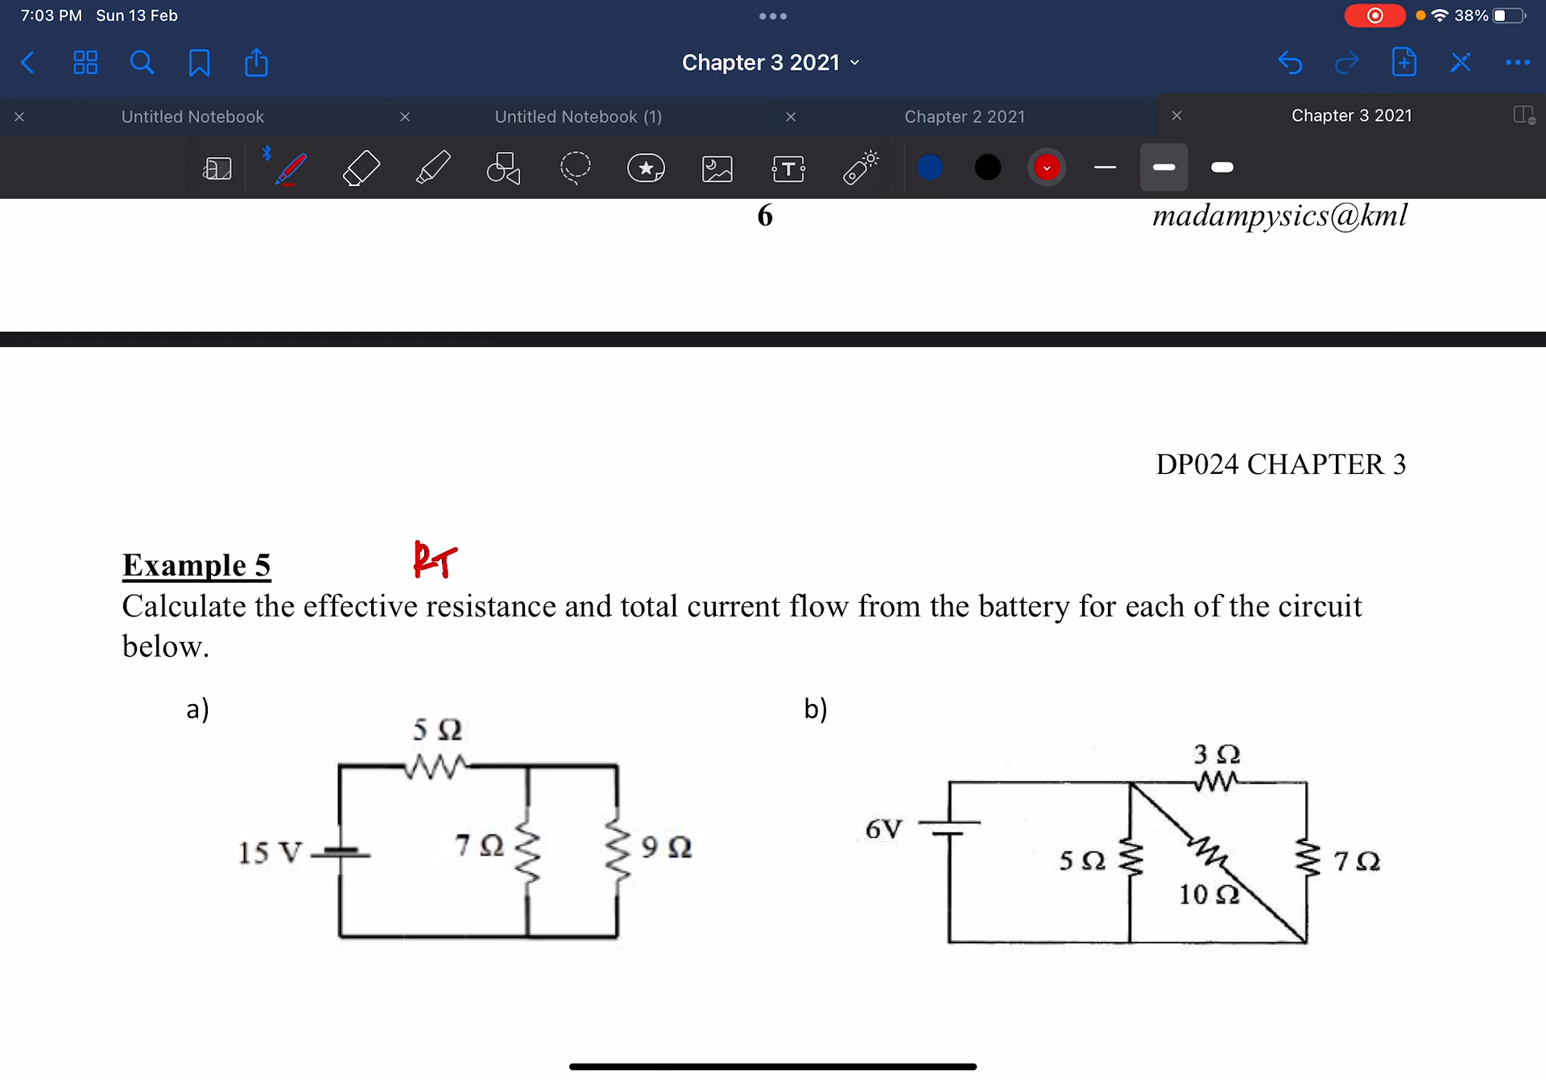 7:03 PM Sun 13 Feb
38%
Chapter 3 2021
Untitled Notebook
Untitled Notebook (1)
Chapter 2 2021
Chapter 3 2021
T
6
madampysics@kml
DP024 CHAPTER 3
Example 5
RT
Calculate the effective resistance and total current flow from the battery for each of the circuit
below.
a)
5 Ω
15 V
7 Ω
9 Ω
b)
3 Ω
6V
5 Ω
10 Ω
7 Ω